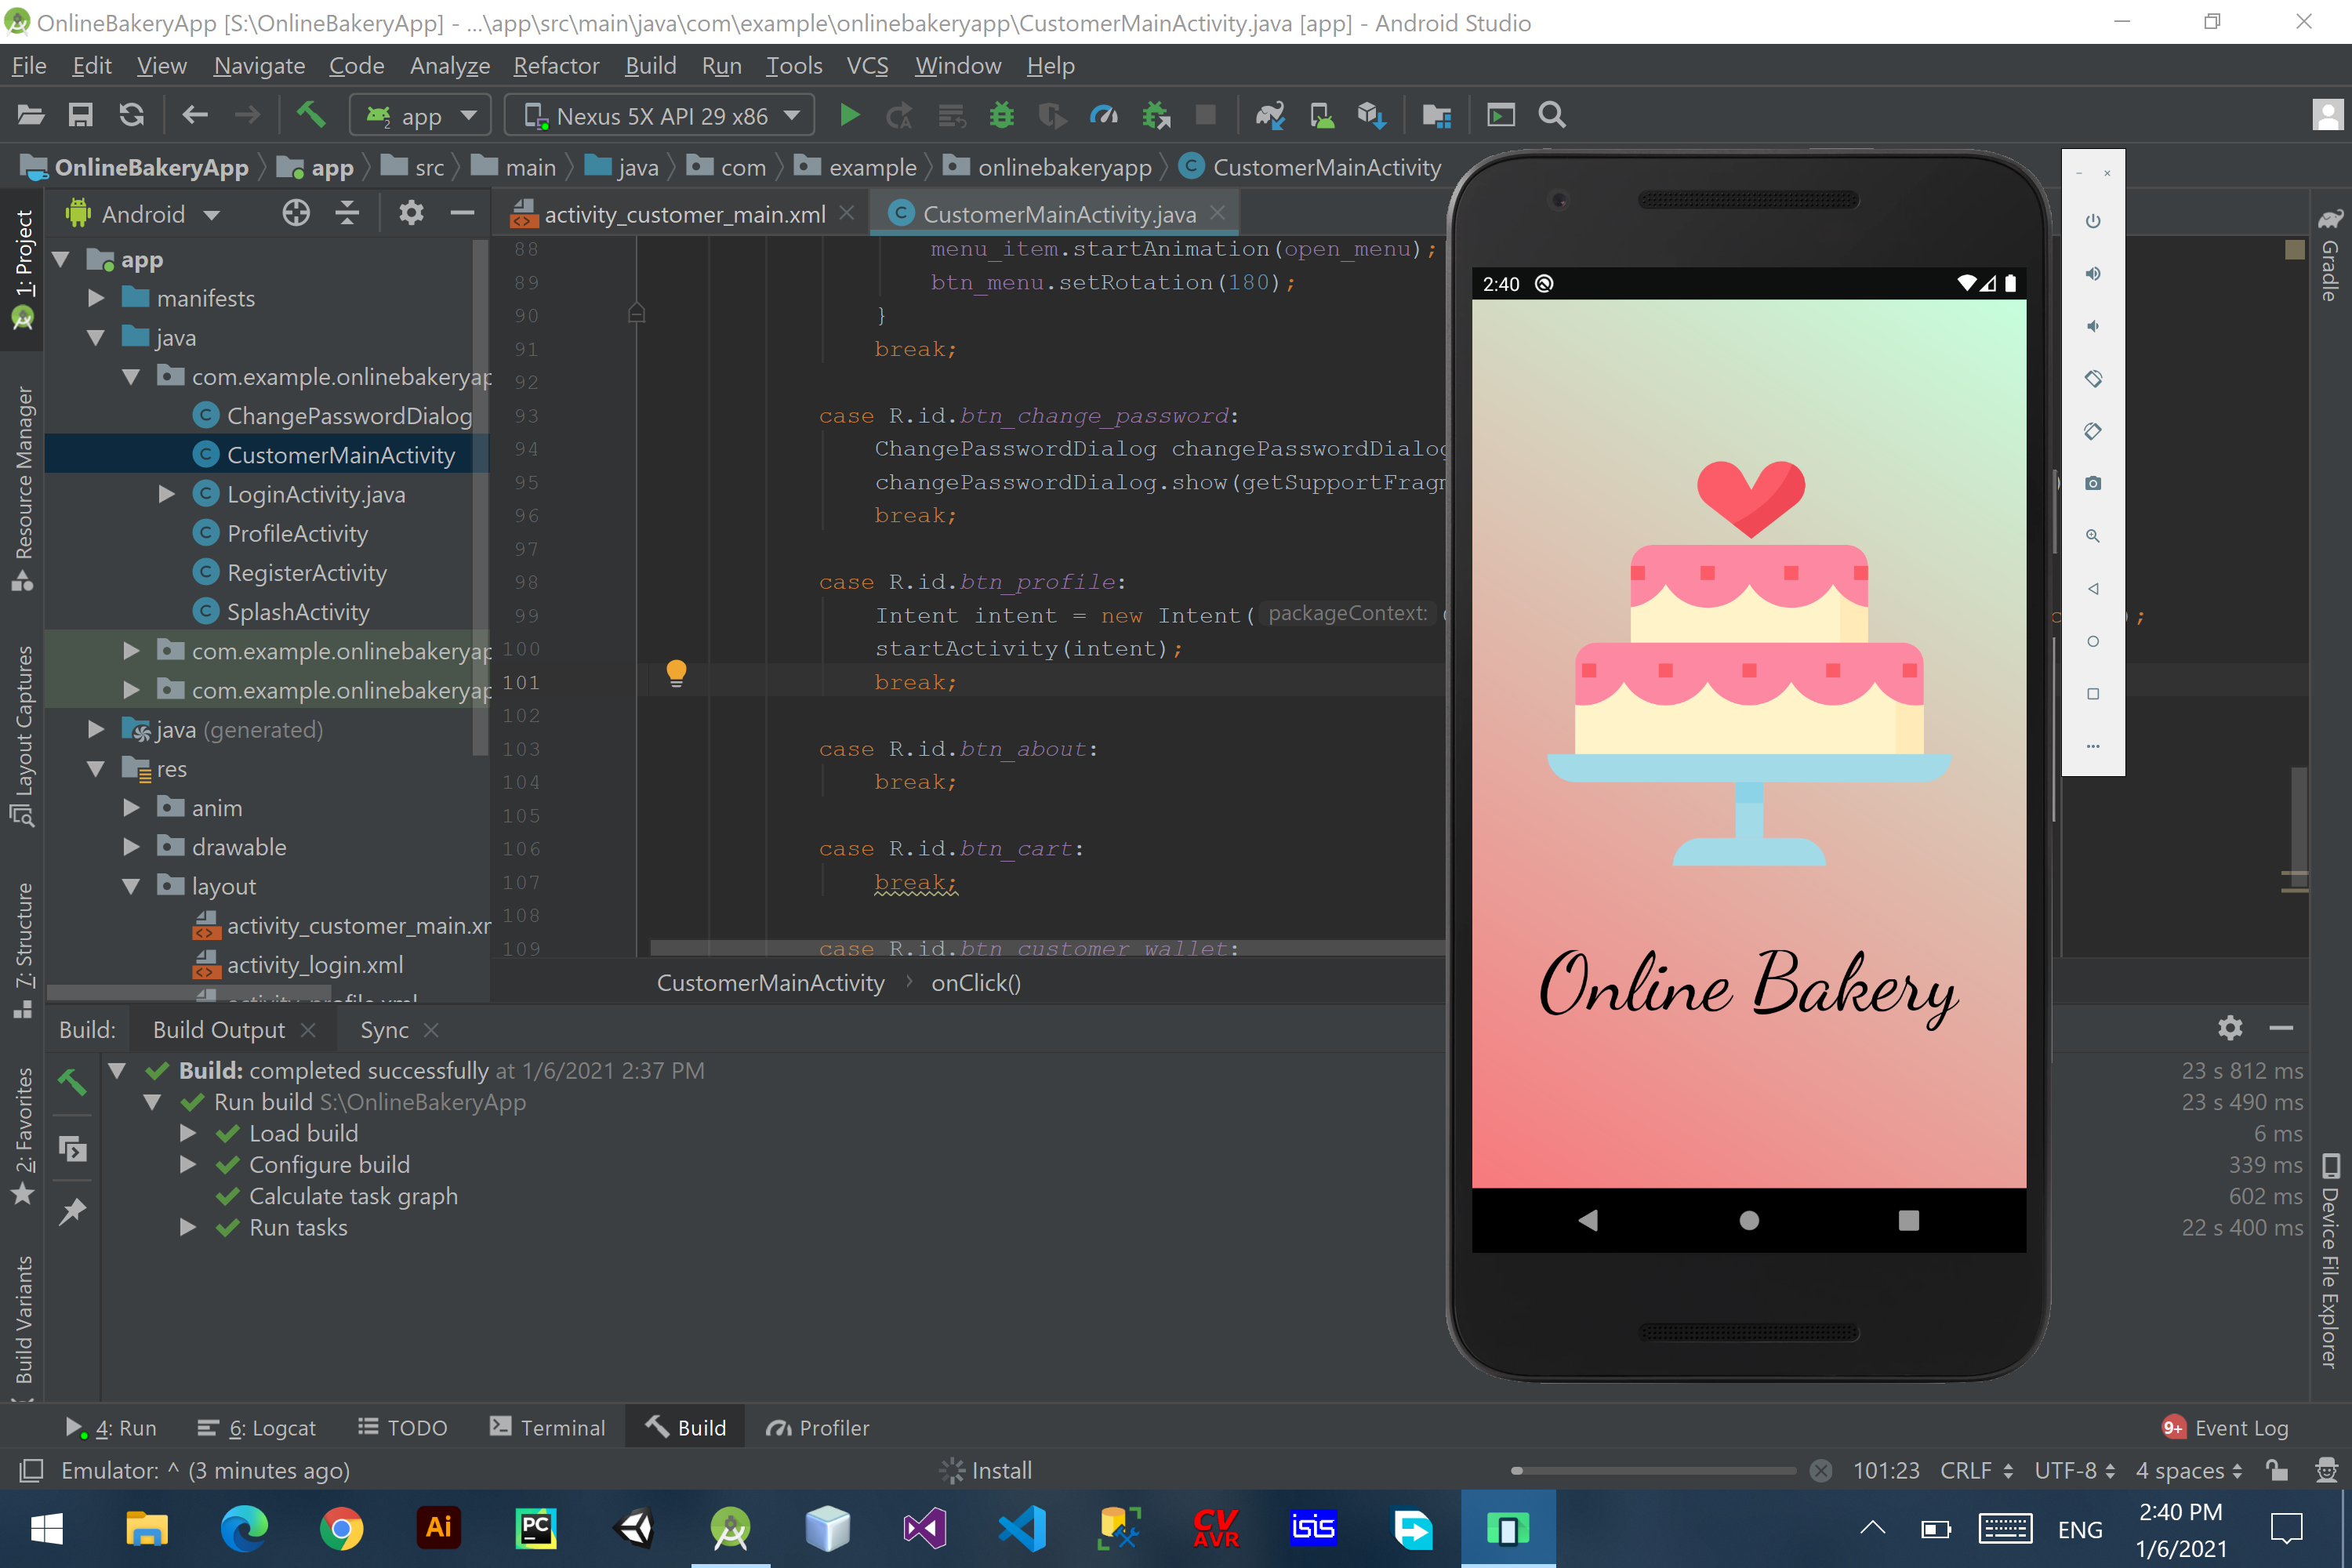 OnlineBakeryApp [S:\OnlineBakeryApp] - ...\app\src\main\java\com\example\onlinebakeryapp\CustomerMainActivity.java [app] - Android Studio
File Edit View Navigate Code Analyze Refactor Build Run Tools VCS Window Help
app Nexus 5X API 29 x86
OnlineBakeryApp app src main java com example onlinebakeryapp CustomerMainActivity
1: Project
Resource Manager
Layout Captures
7: Structure
2: Favorites
Build Variants
Android
app
manifests
java
com.example.onlinebakeryap
ChangePasswordDialog
CustomerMainActivity
LoginActivity.java
ProfileActivity
RegisterActivity
SplashActivity
com.example.onlinebakeryap
com.example.onlinebakeryap
java (generated)
res
anim
drawable
layout
activity_customer_main.xr
activity_login.xml
activity_profile.xml
activity_customer_main.xml CustomerMainActivity.java
88 menu_item.startAnimation(open_menu);
89 btn_menu.setRotation(180);
90 }
91 break;
92
93 case R.id.btn_change_password:
94 ChangePasswordDialog changePasswordDialog
95 changePasswordDialog.show(getSupportFragm
96 break;
97
98 case R.id.btn_profile:
99 Intent intent = new Intent( packageContext:
100 startActivity(intent);
101 break;
102
103 case R.id.btn_about:
104 break;
105
106 case R.id.btn_cart:
107 break;
108
109 case R.id.btn_customer_wallet:
CustomerMainActivity › onClick()
2:40
Online Bakery
Gradle
Device File Explorer
Build: Build Output Sync
Build: completed successfully at 1/6/2021 2:37 PM 23 s 812 ms
Run build S:\OnlineBakeryApp 23 s 490 ms
Load build 6 ms
Configure build 339 ms
Calculate task graph 602 ms
Run tasks 22 s 400 ms
4: Run 6: Logcat TODO Terminal Build Profiler 9+ Event Log
Emulator: ^ (3 minutes ago) Install 101:23 CRLF UTF-8 4 spaces
Ai PC CV AVR isis ENG 2:40 PM
1/6/2021